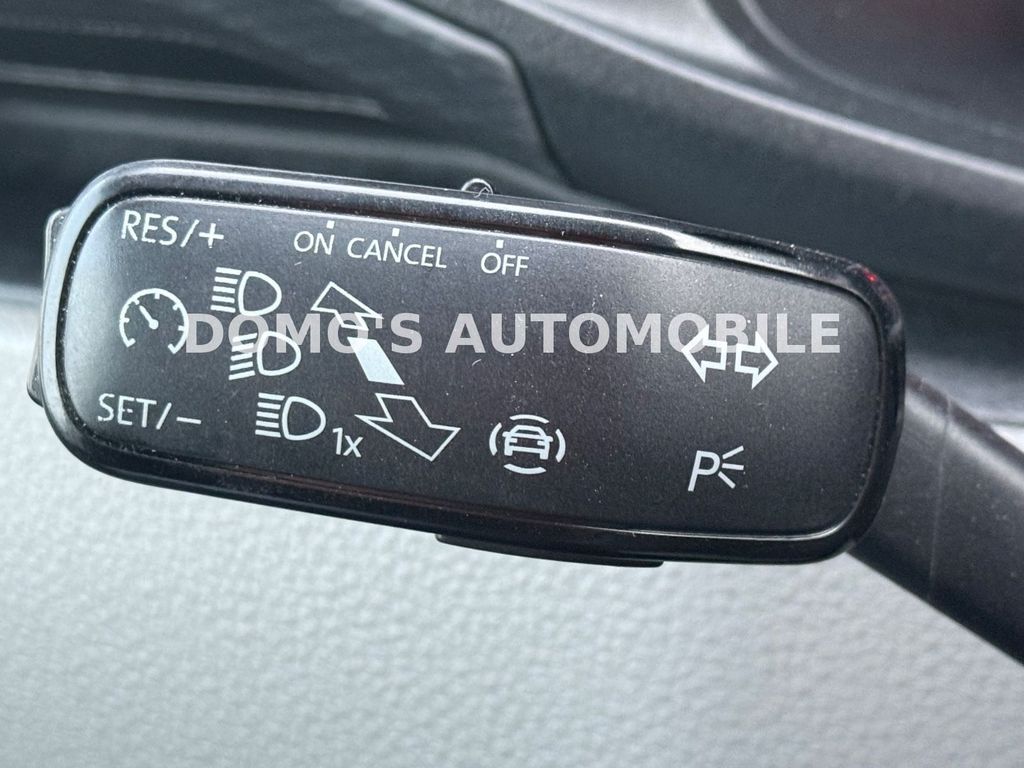 RES/+
ON CANCEL OFF
DOMO'S AUTOMOBILE
SET/-
1x
P